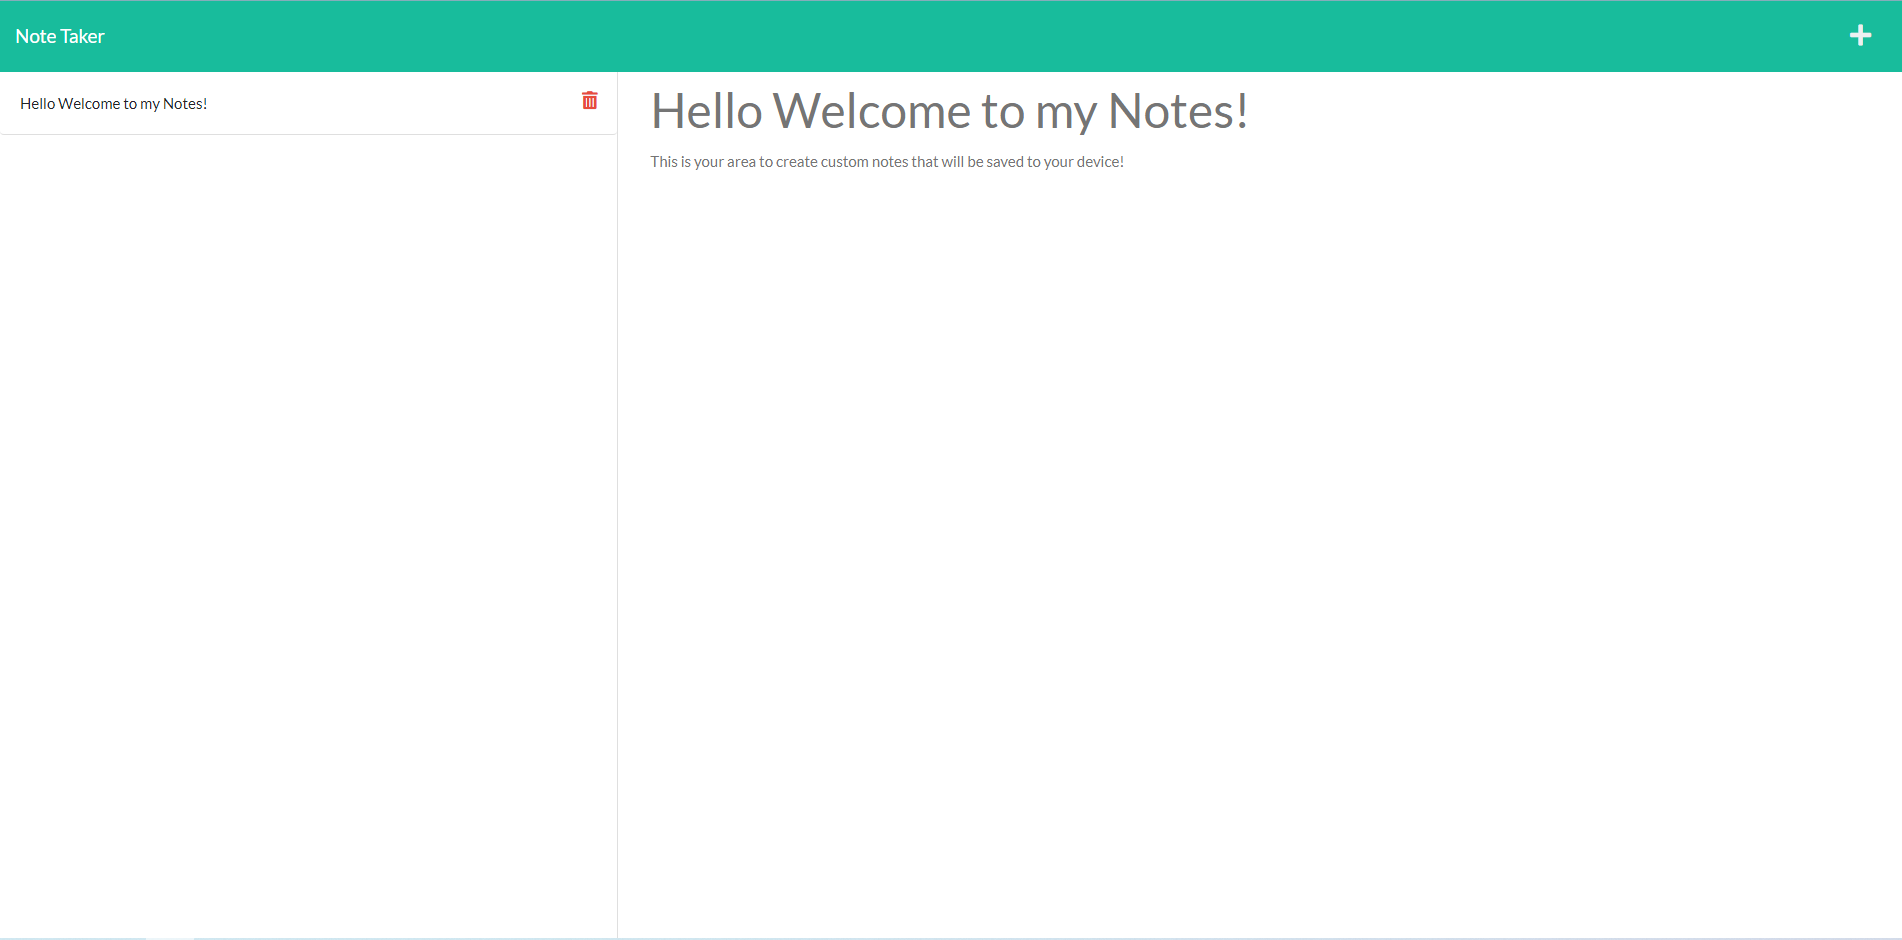 Note Taker
Hello Welcome to my Notes!
Hello Welcome to my Notes!
This is your area to create custom notes that will be saved to your device!